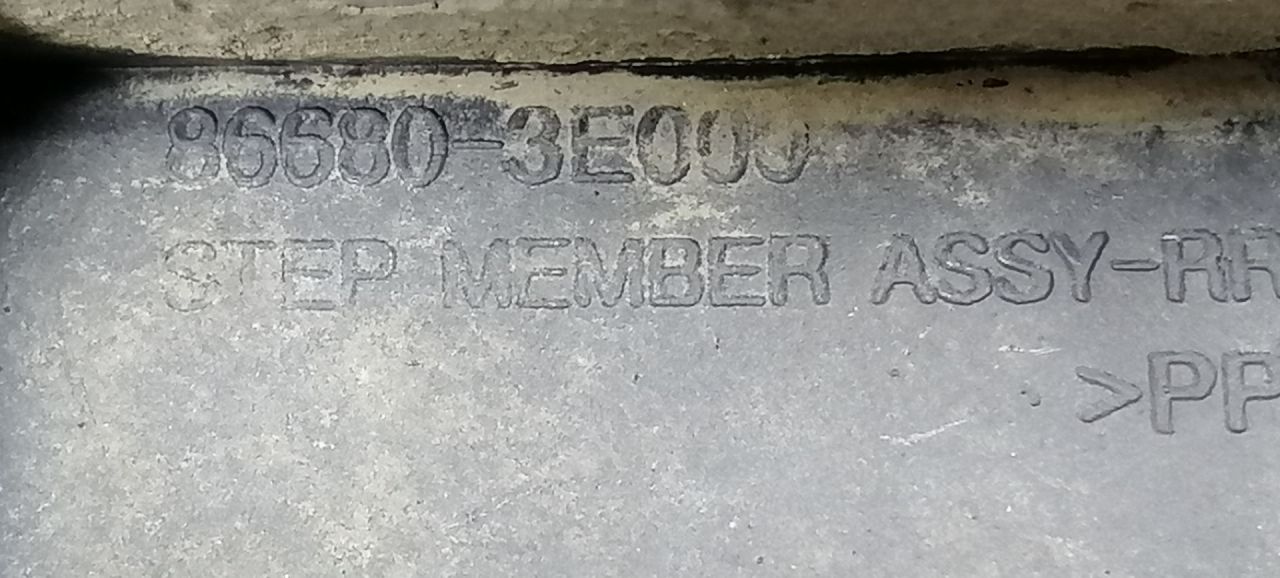 86680-3E000
STEP MEMBER ASSY-RR
>PP